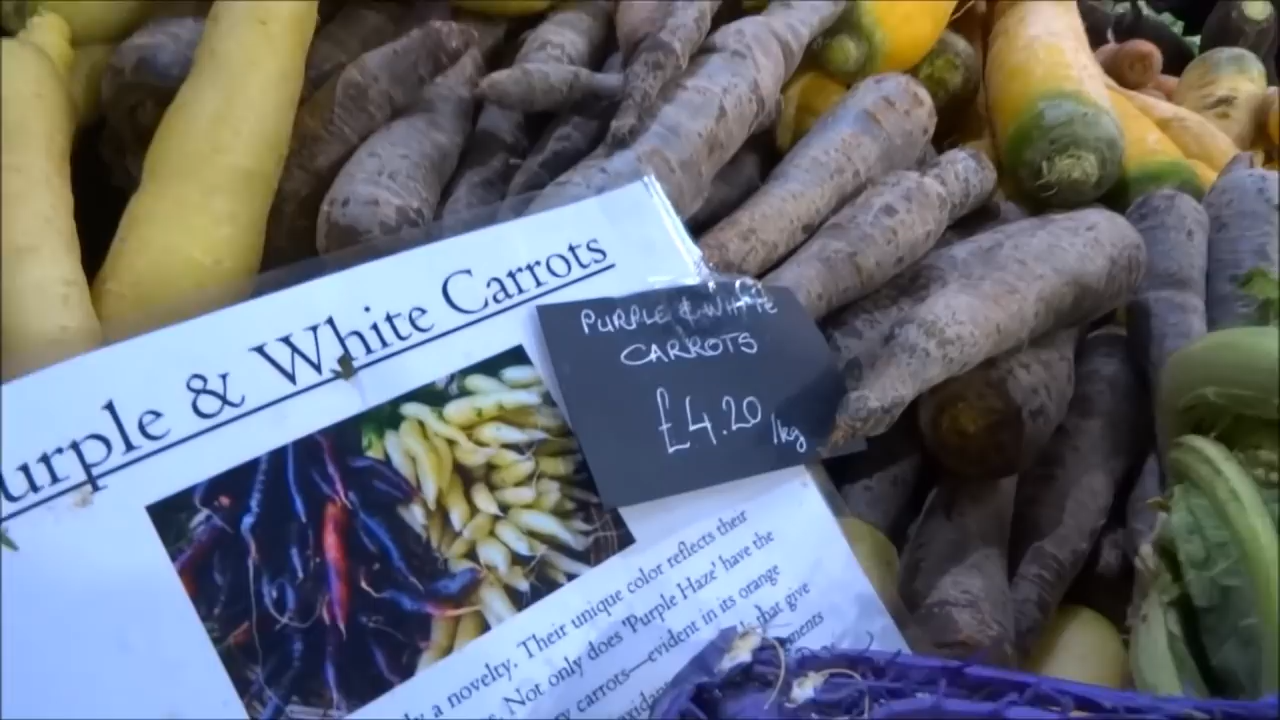 urple & White Carrots
PURPLE & WHITE
CARROTS
£4.20/kg
a novelty. Their unique color reflects their
Not only does 'Purple Haze' have the
carrots—evident in its orange
that give